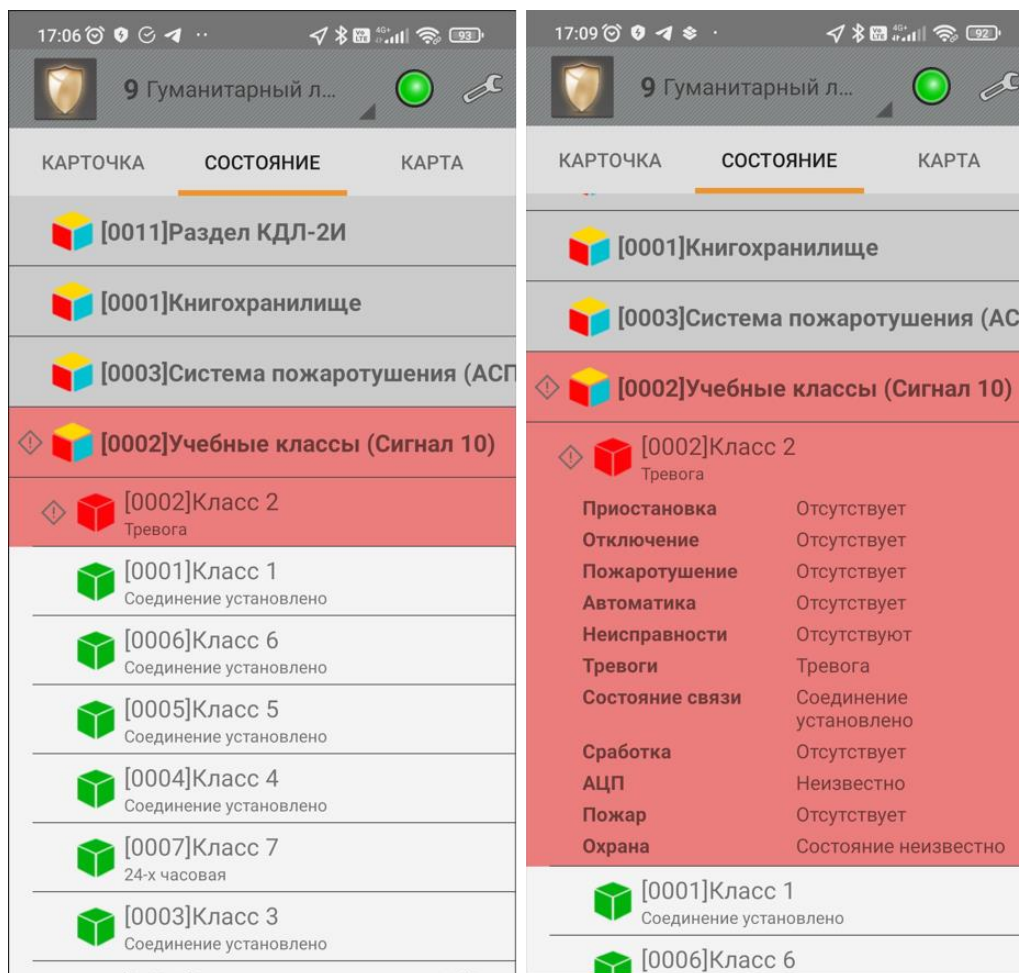 17:06
4G+
93
9 Гуманитарный л...
КАРТОЧКА
СОСТОЯНИЕ
КАРТА
[0011]Раздел КДЛ-2И
[0001]Книгохранилище
[0003]Система пожаротушения (АСП
[0002]Учебные классы (Сигнал 10)
[0002]Класс 2
Тревога
[0001]Класс 1
Соединение установлено
[0006]Класс 6
Соединение установлено
[0005]Класс 5
Соединение установлено
[0004]Класс 4
Соединение установлено
[0007]Класс 7
24-х часовая
[0003]Класс 3
Соединение установлено
17:09
4G+
92
9 Гуманитарный л...
КАРТОЧКА
СОСТОЯНИЕ
КАРТА
[0001]Книгохранилище
[0003]Система пожаротушения (АС
[0002]Учебные классы (Сигнал 10)
[0002]Класс 2
Тревога
Приостановка Отсутствует
Отключение Отсутствует
Пожаротушение Отсутствует
Автоматика Отсутствует
Неисправности Отсутствуют
Тревоги Тревога
Состояние связи Соединение
установлено
Сработка Отсутствует
АЦП Неизвестно
Пожар Отсутствует
Охрана Состояние неизвестно
[0001]Класс 1
Соединение установлено
[0006]Класс 6